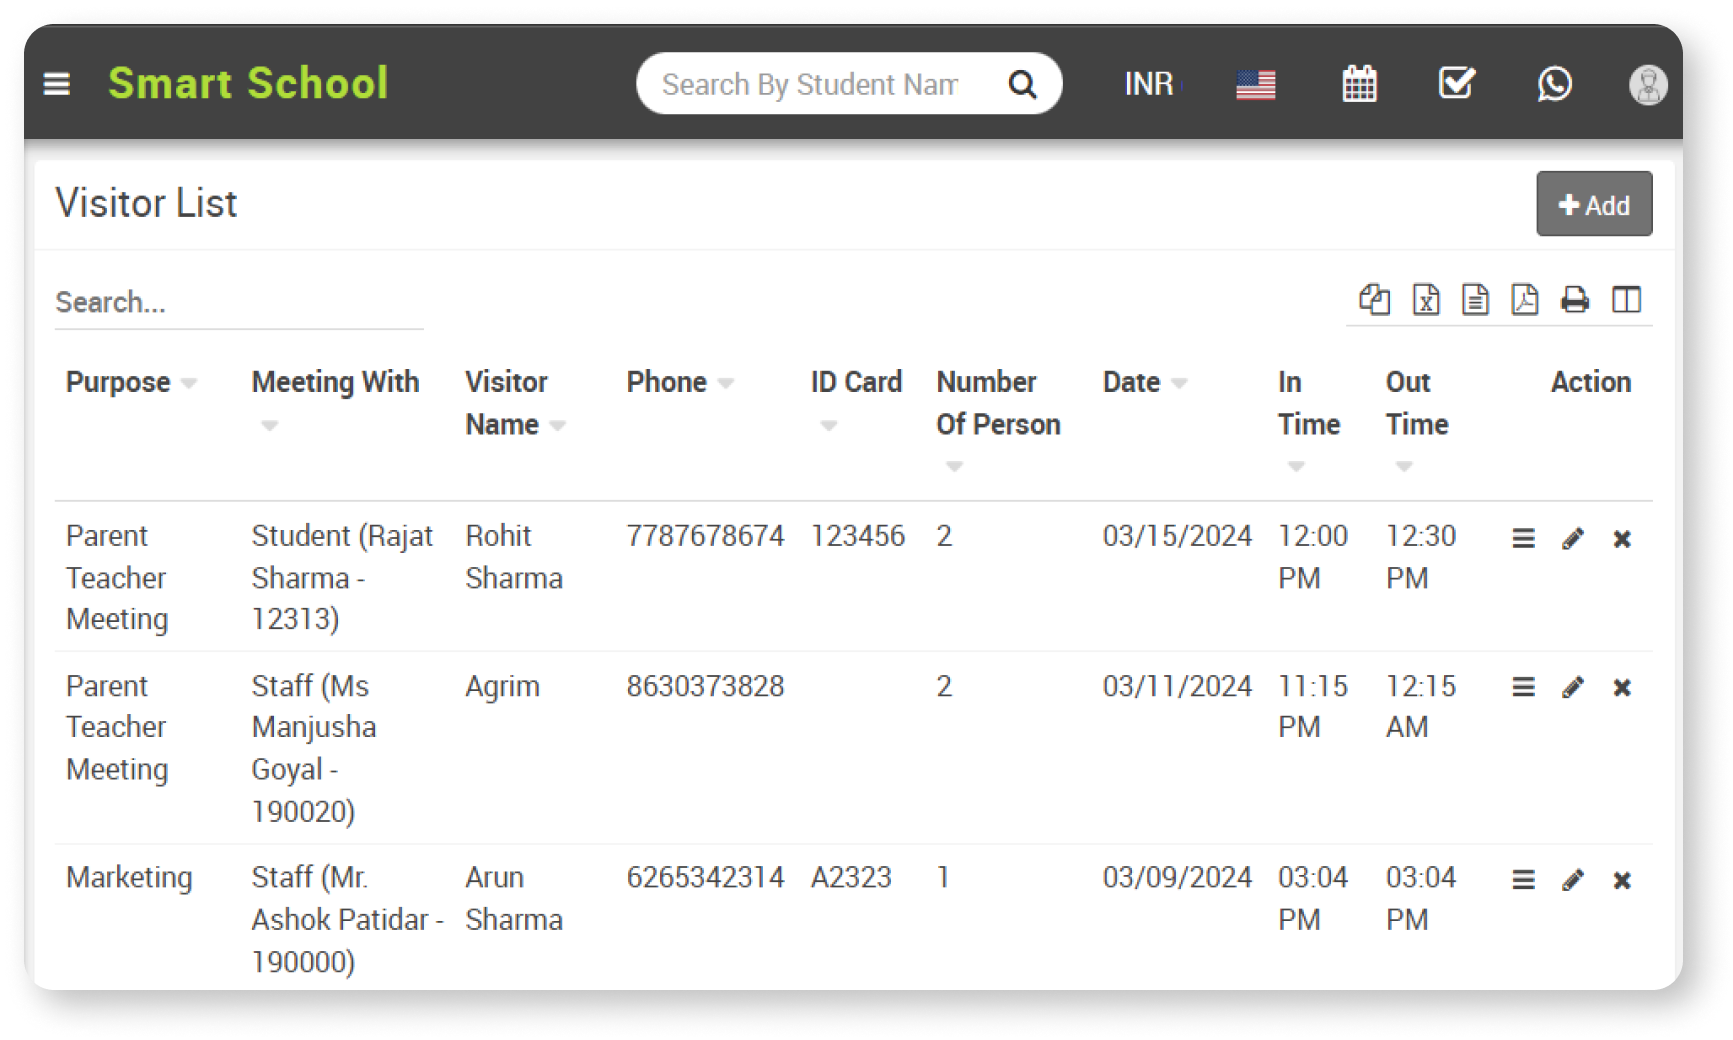 Smart School
Search By Student Nam
INR
Visitor List
Add
Search...
Purpose Meeting With Visitor Name Phone ID Card Number Of Person Date In Time Out Time Action
Parent Teacher Meeting Student (Rajat Sharma - 12313) Rohit Sharma 7787678674 123456 2 03/15/2024 12:00 PM 12:30 PM
Parent Teacher Meeting Staff (Ms Manjusha Goyal - 190020) Agrim 8630373828 2 03/11/2024 11:15 PM 12:15 AM
Marketing Staff (Mr. Ashok Patidar - 190000) Arun Sharma 6265342314 A2323 1 03/09/2024 03:04 PM 03:04 PM